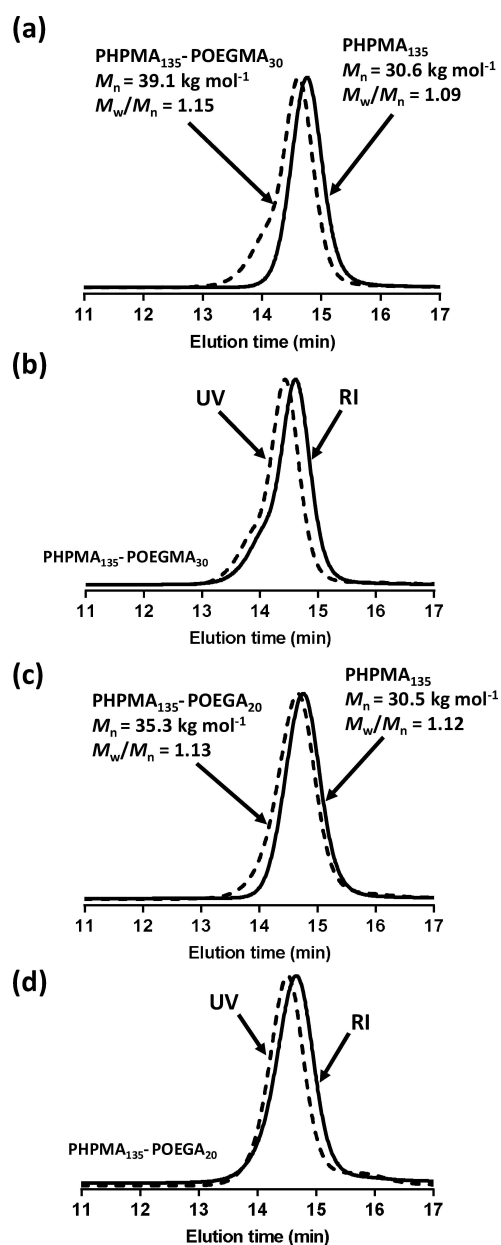 (a)
PHPMA₁₃₅-POEGMA₃₀
Mₙ = 39.1 kg mol⁻¹
M_w/Mₙ = 1.15
PHPMA₁₃₅
Mₙ = 30.6 kg mol⁻¹
M_w/Mₙ = 1.09
11 12 13 14 15 16 17
Elution time (min)
(b)
UV
RI
PHPMA₁₃₅-POEGMA₃₀
11 12 13 14 15 16 17
Elution time (min)
(c)
PHPMA₁₃₅-POEGA₂₀
Mₙ = 35.3 kg mol⁻¹
M_w/Mₙ = 1.13
PHPMA₁₃₅
Mₙ = 30.5 kg mol⁻¹
M_w/Mₙ = 1.12
11 12 13 14 15 16 17
Elution time (min)
(d)
UV
RI
PHPMA₁₃₅-POEGA₂₀
11 12 13 14 15 16 17
Elution time (min)